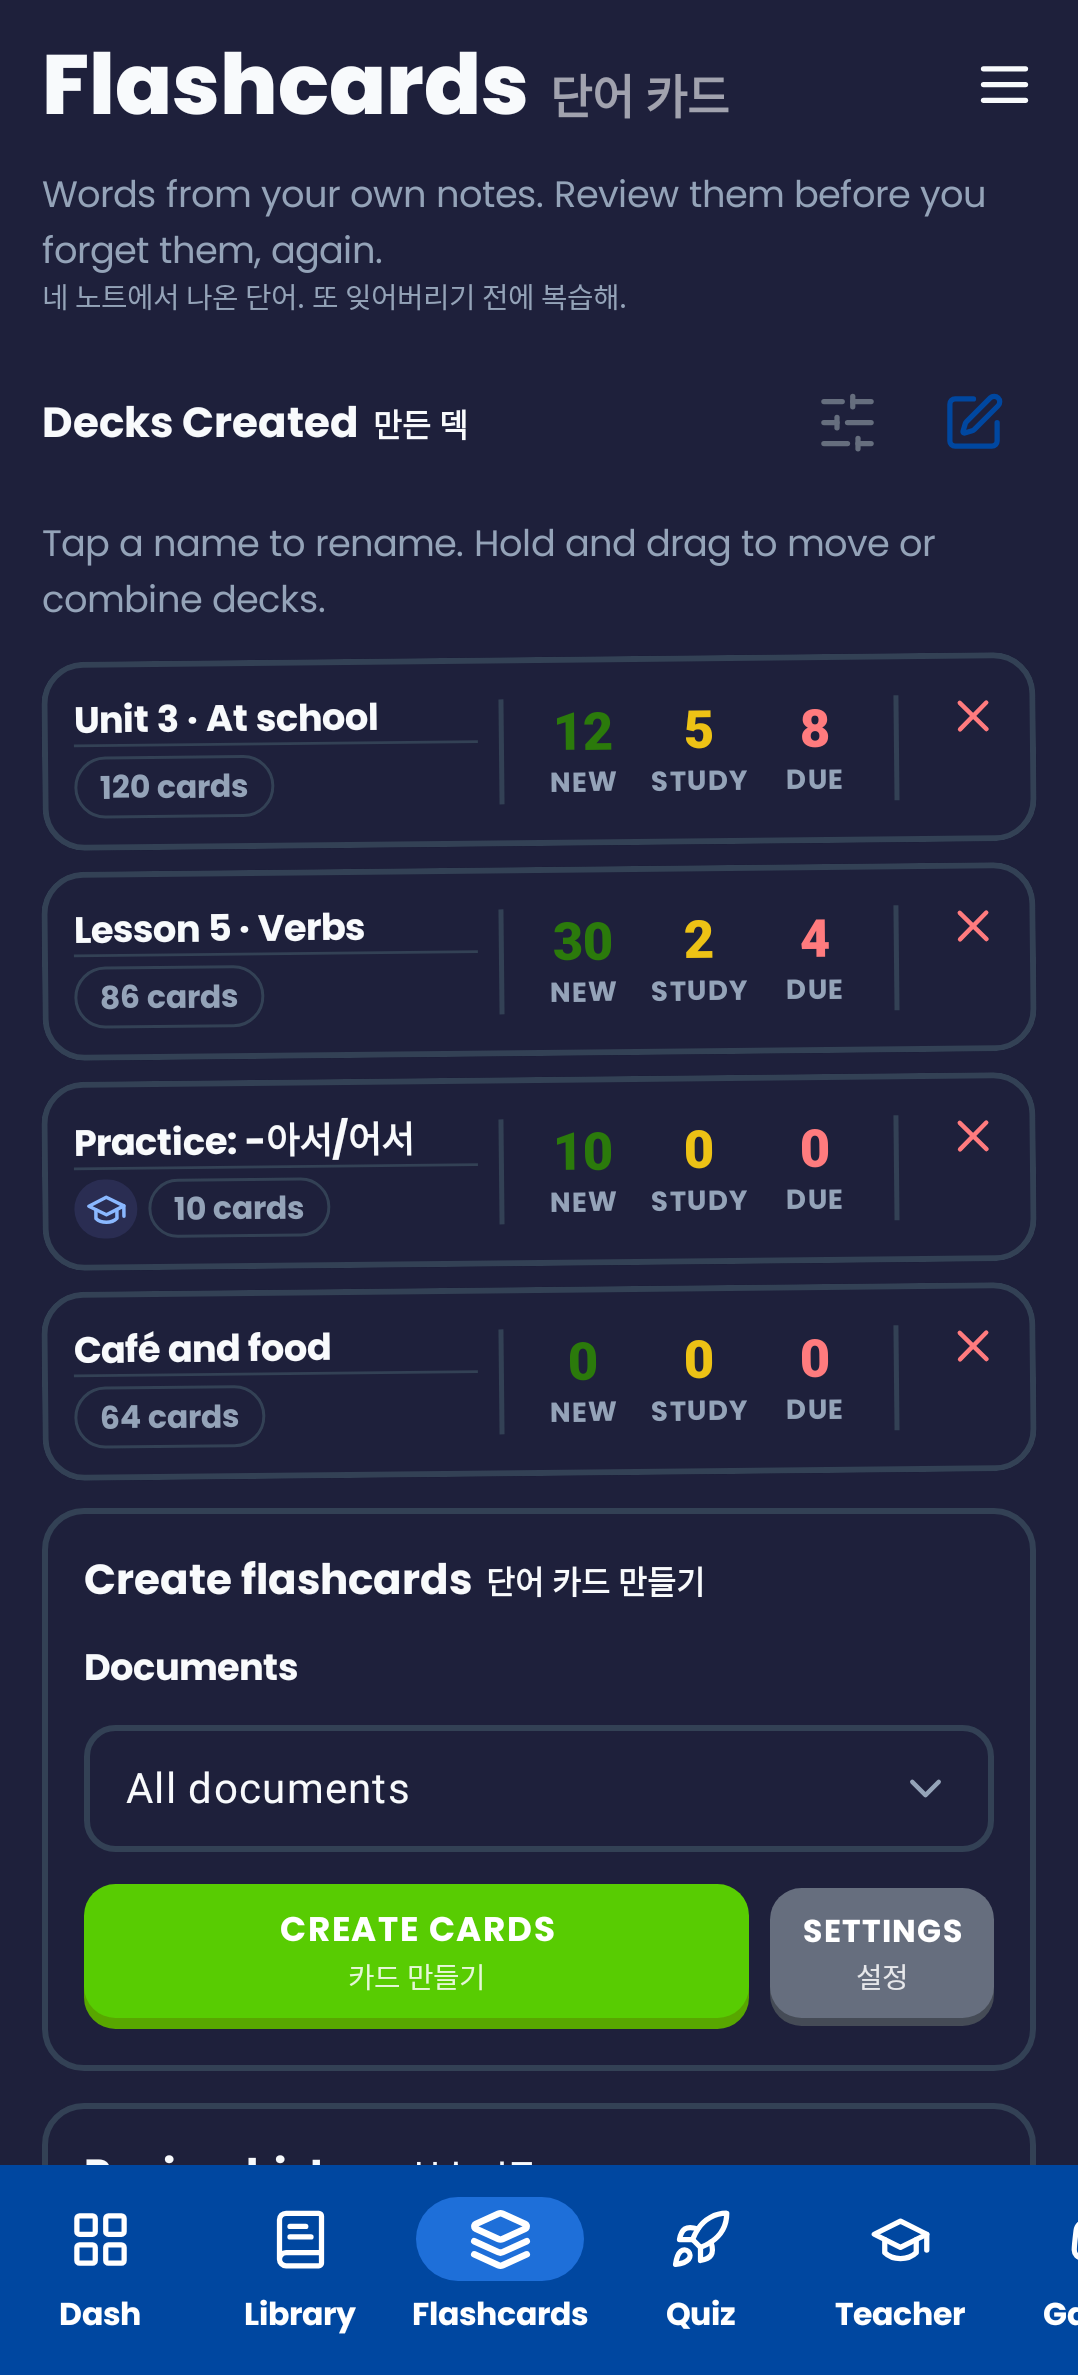 Flashcards 단어 카드
Words from your own notes. Review them before you
forget them, again.
네 노트에서 나온 단어. 또 잊어버리기 전에 복습해.
Decks Created 만든 덱
Tap a name to rename. Hold and drag to move or
combine decks.
Unit 3 · At school
120 cards
12 5 8
NEW STUDY DUE
Lesson 5 · Verbs
86 cards
30 2 4
NEW STUDY DUE
Practice: -아서/어서
10 cards
10 0 0
NEW STUDY DUE
Café and food
64 cards
0 0 0
NEW STUDY DUE
Create flashcards 단어 카드 만들기
Documents
All documents
CREATE CARDS
카드 만들기
SETTINGS
설정
Dash Library Flashcards Quiz Teacher